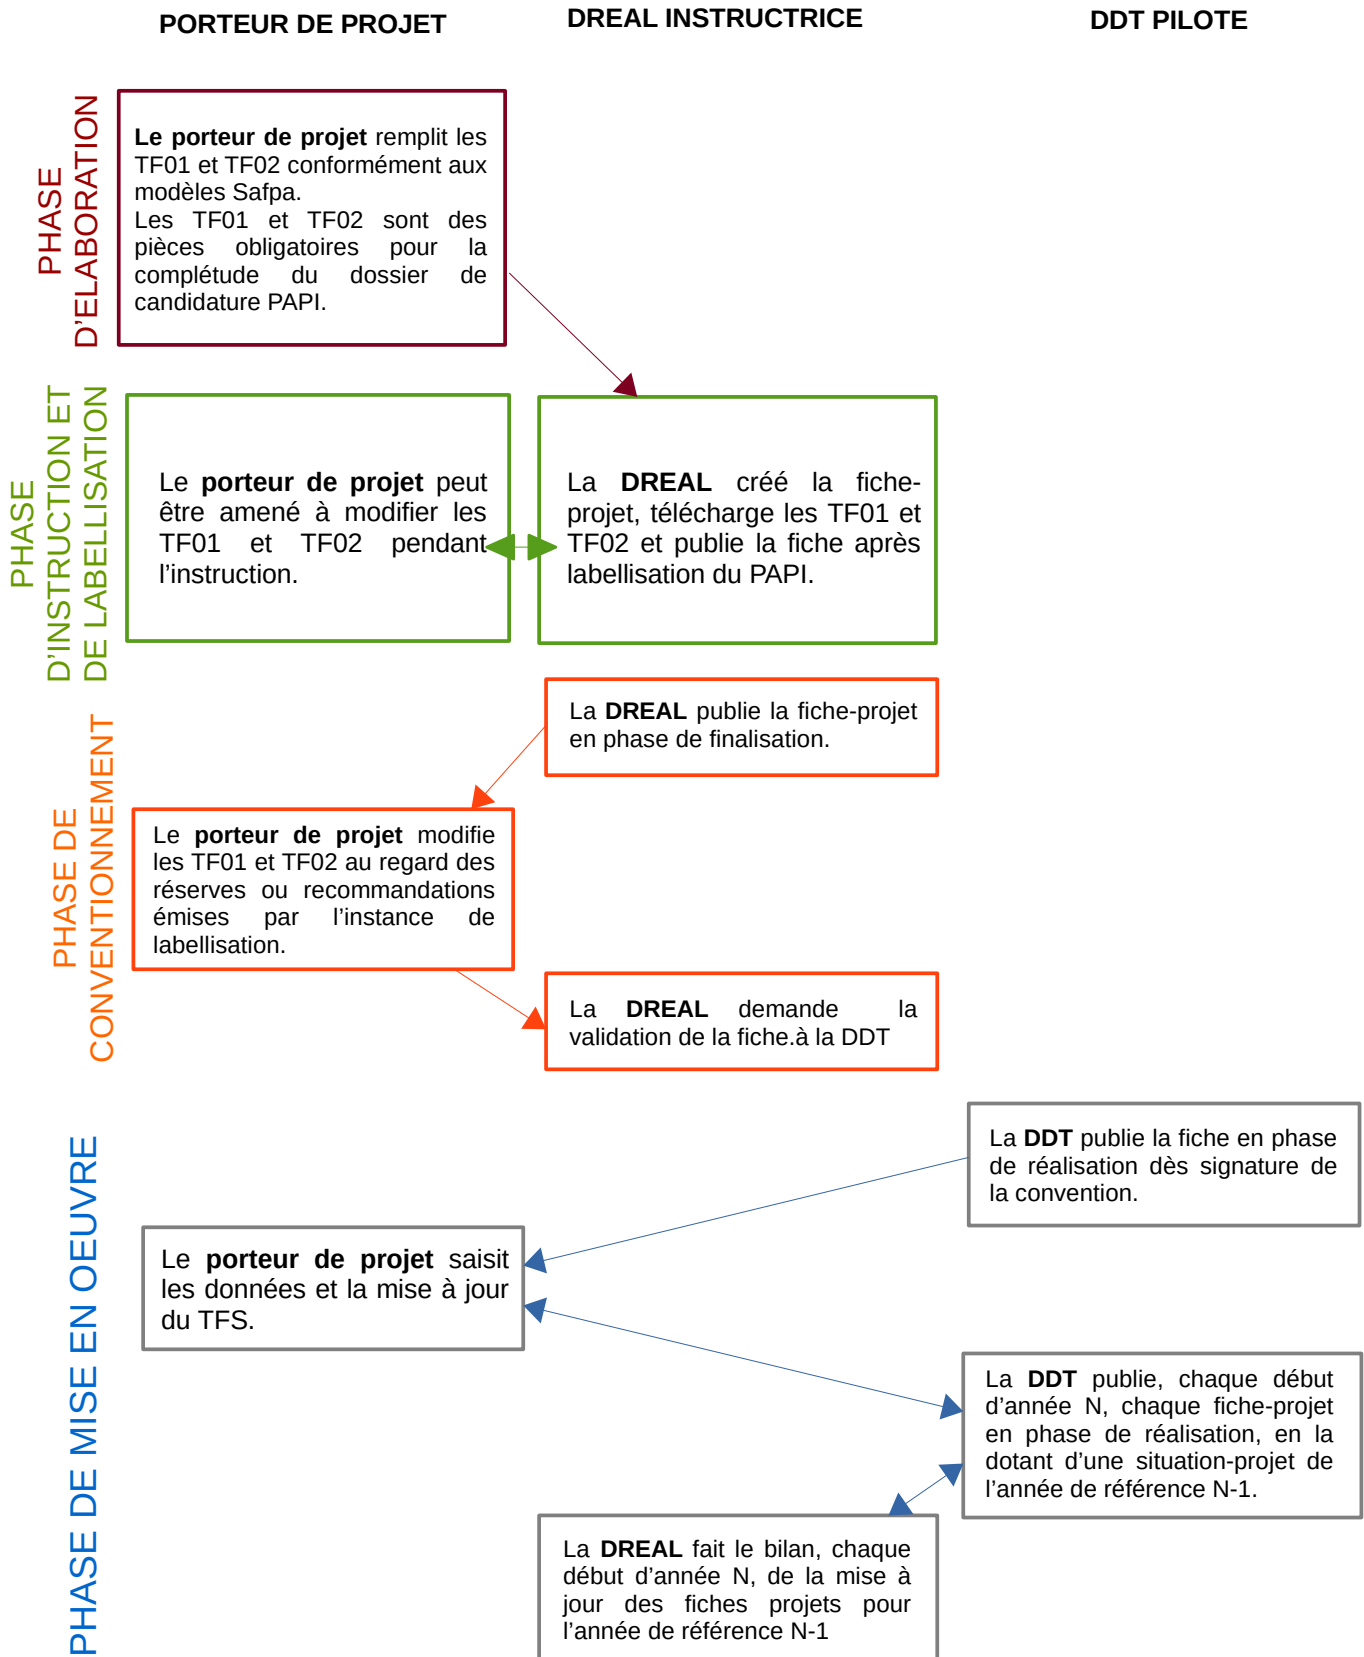 PORTEUR DE PROJET
DREAL INSTRUCTRICE
DDT PILOTE
PHASE
D'ELABORATION
Le porteur de projet remplit les
TF01 et TF02 conformément aux
modèles Safpa.
Les TF01 et TF02 sont des
pièces obligatoires pour la
complétude du dossier de
candidature PAPI.
PHASE
D'INSTRUCTION ET
DE LABELLISATION
Le porteur de projet peut
être amené à modifier les
TF01 et TF02 pendant
l'instruction.
La DREAL créé la fiche-
projet, télécharge les TF01 et
TF02 et publie la fiche après
labellisation du PAPI.
PHASE DE
CONVENTIONNEMENT
La DREAL publie la fiche-projet
en phase de finalisation.
Le porteur de projet modifie
les TF01 et TF02 au regard des
réserves ou recommandations
émises par l'instance de
labellisation.
La DREAL demande la
validation de la fiche.à la DDT
PHASE DE MISE EN OEUVRE
La DDT publie la fiche en phase
de réalisation dès signature de
la convention.
Le porteur de projet saisit
les données et la mise à jour
du TFS.
La DDT publie, chaque début
d'année N, chaque fiche-projet
en phase de réalisation, en la
dotant d'une situation-projet de
l'année de référence N-1.
La DREAL fait le bilan, chaque
début d'année N, de la mise à
jour des fiches projets pour
l'année de référence N-1